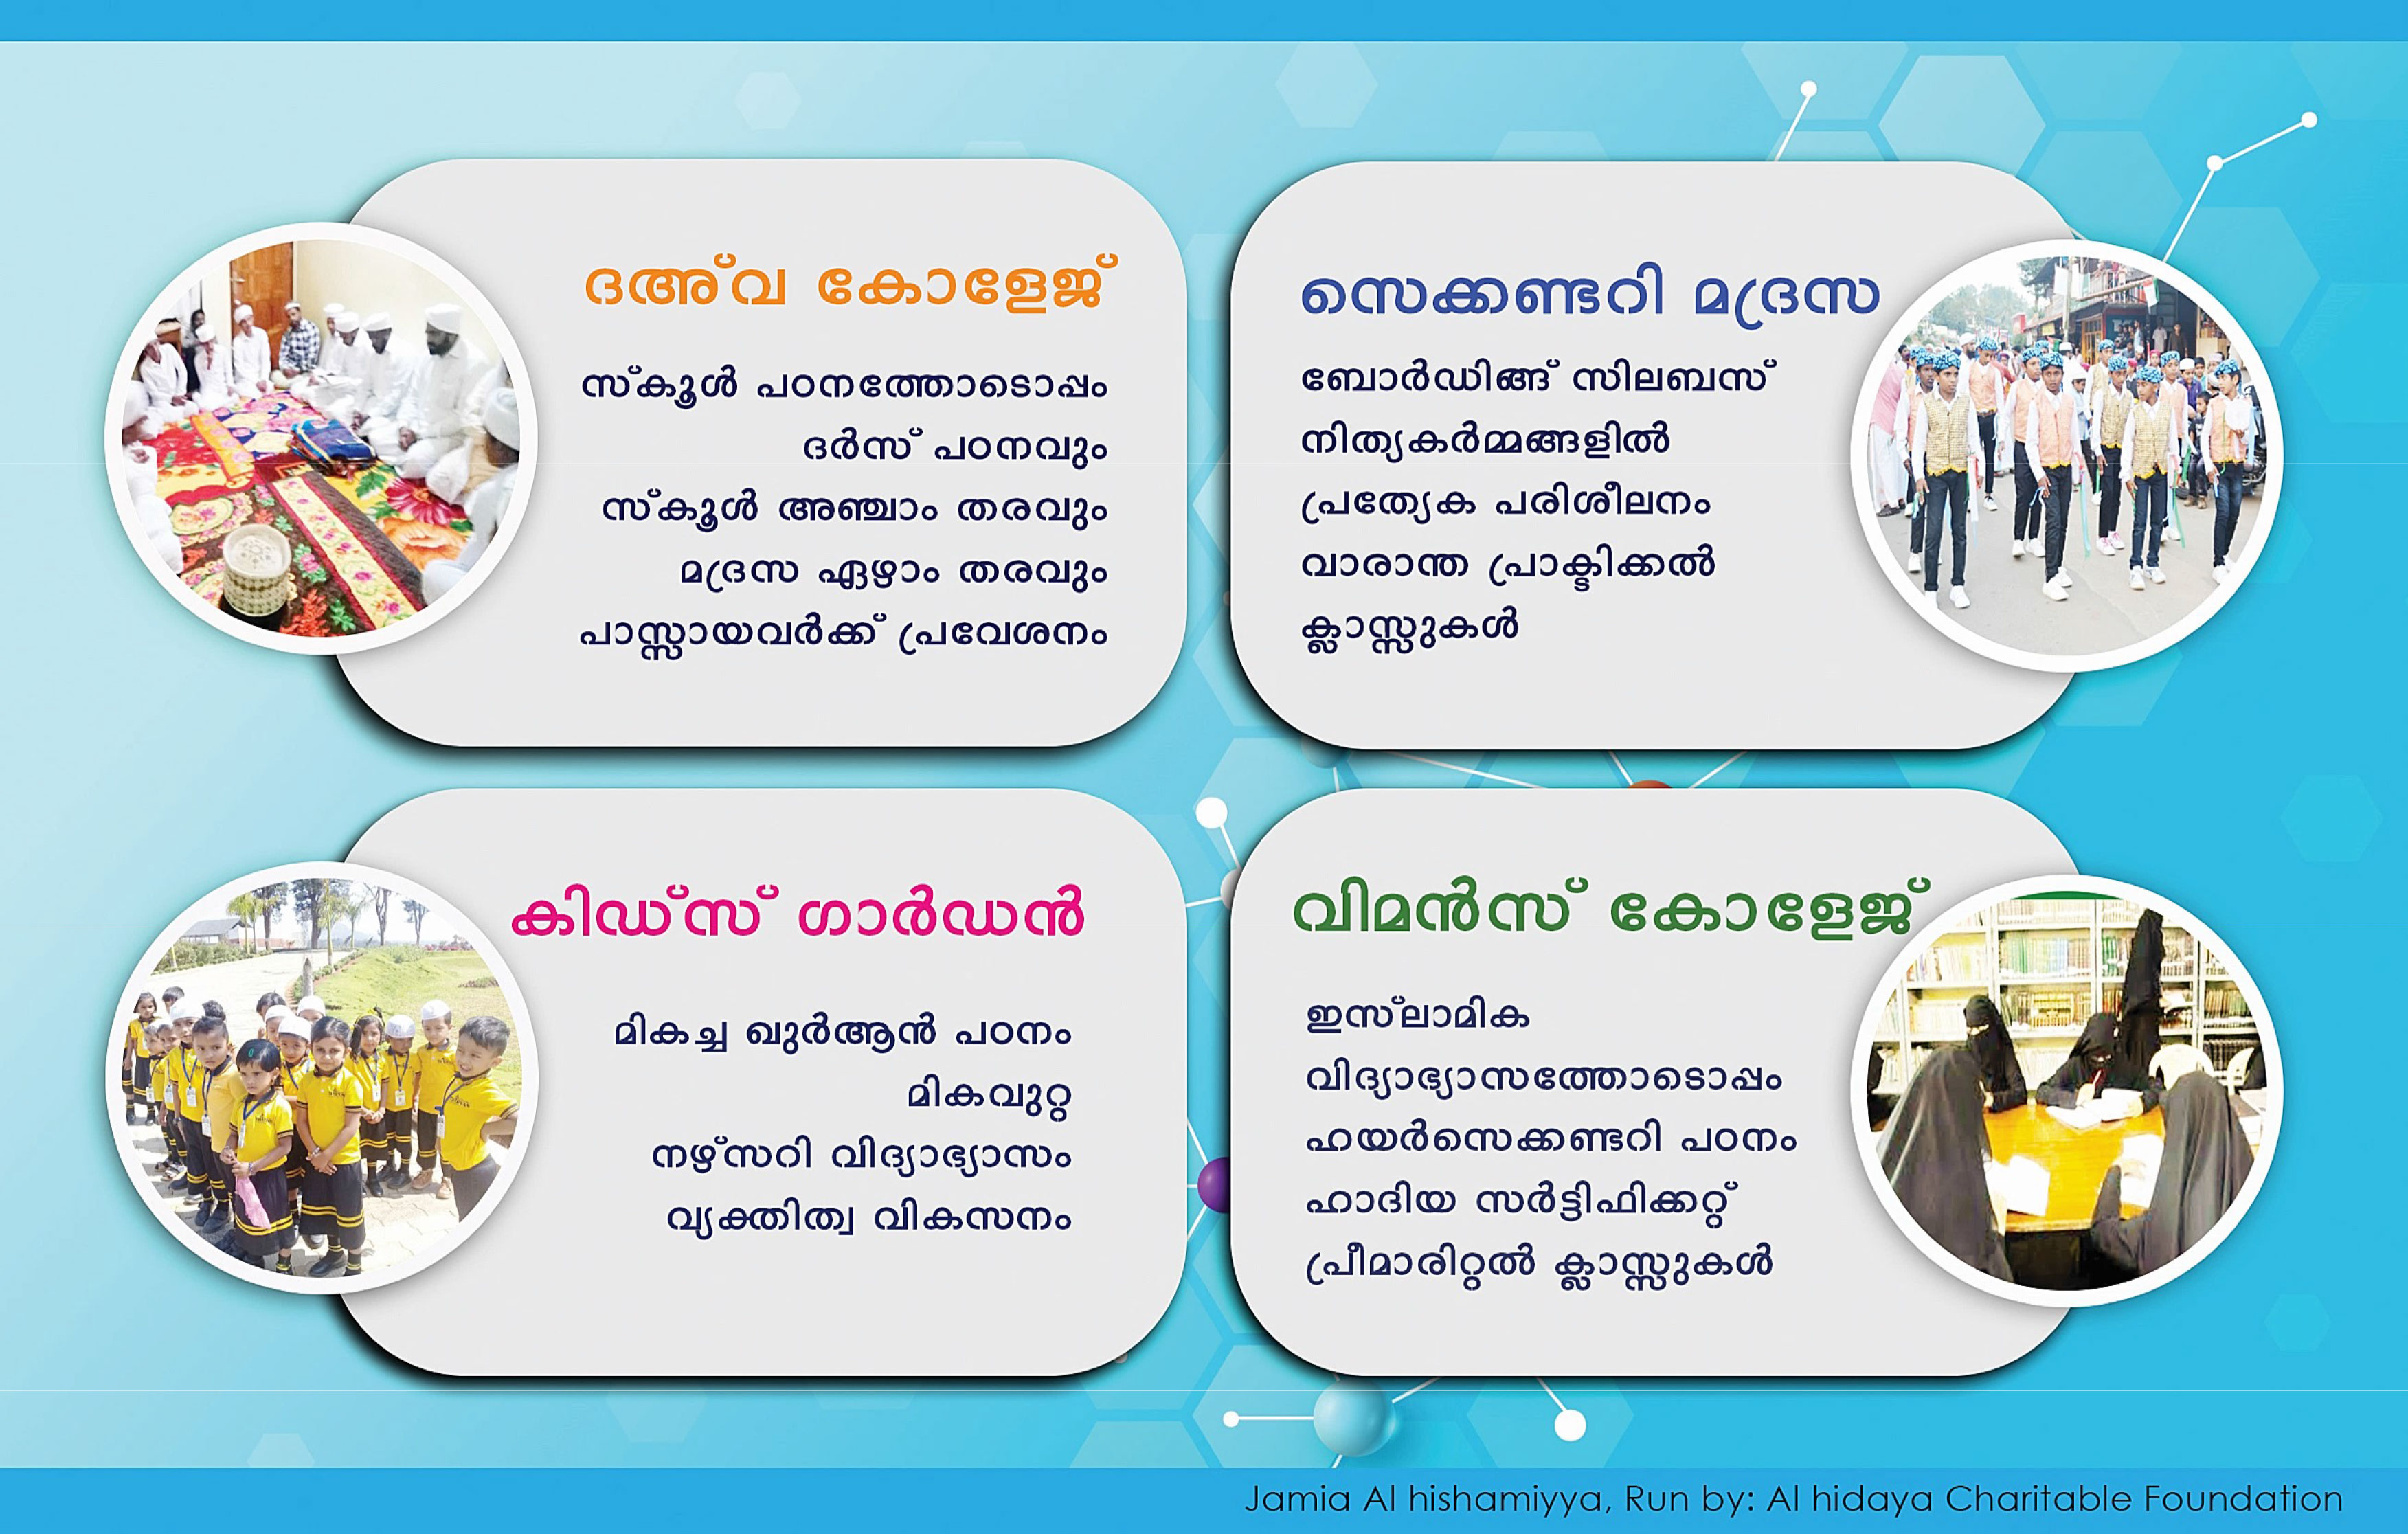 ദഅ്‌വ കോളേജ്
സ്കൂൾ പഠനത്തോടൊപ്പം
ദർസ് പഠനവും
സ്കൂൾ അഞ്ചാം തരവും
മദ്രസ ഏഴാം തരവും
പാസ്സായവർക്ക് പ്രവേശനം
സെക്കണ്ടറി മദ്രസ
ബോർഡിങ്ങ് സിലബസ്
നിത്യകർമ്മങ്ങളിൽ
പ്രത്യേക പരിശീലനം
വാരാന്ത പ്രാക്ടിക്കൽ
ക്ലാസ്സുകൾ
കിഡ്സ് ഗാർഡൻ
മികച്ച ഖുർആൻ പഠനം
മികവുറ്റ
നഴ്സറി വിദ്യാഭ്യാസം
വ്യക്തിത്വ വികസനം
വിമൻസ് കോളേജ്
ഇസ്‌ലാമിക
വിദ്യാഭ്യാസത്തോടൊപ്പം
ഹയർസെക്കണ്ടറി പഠനം
ഹാദിയ സർട്ടിഫിക്കറ്റ്
പ്രീമാരിറ്റൽ ക്ലാസ്സുകൾ
Jamia Al hishamiyya, Run by: Al hidaya Charitable Foundation